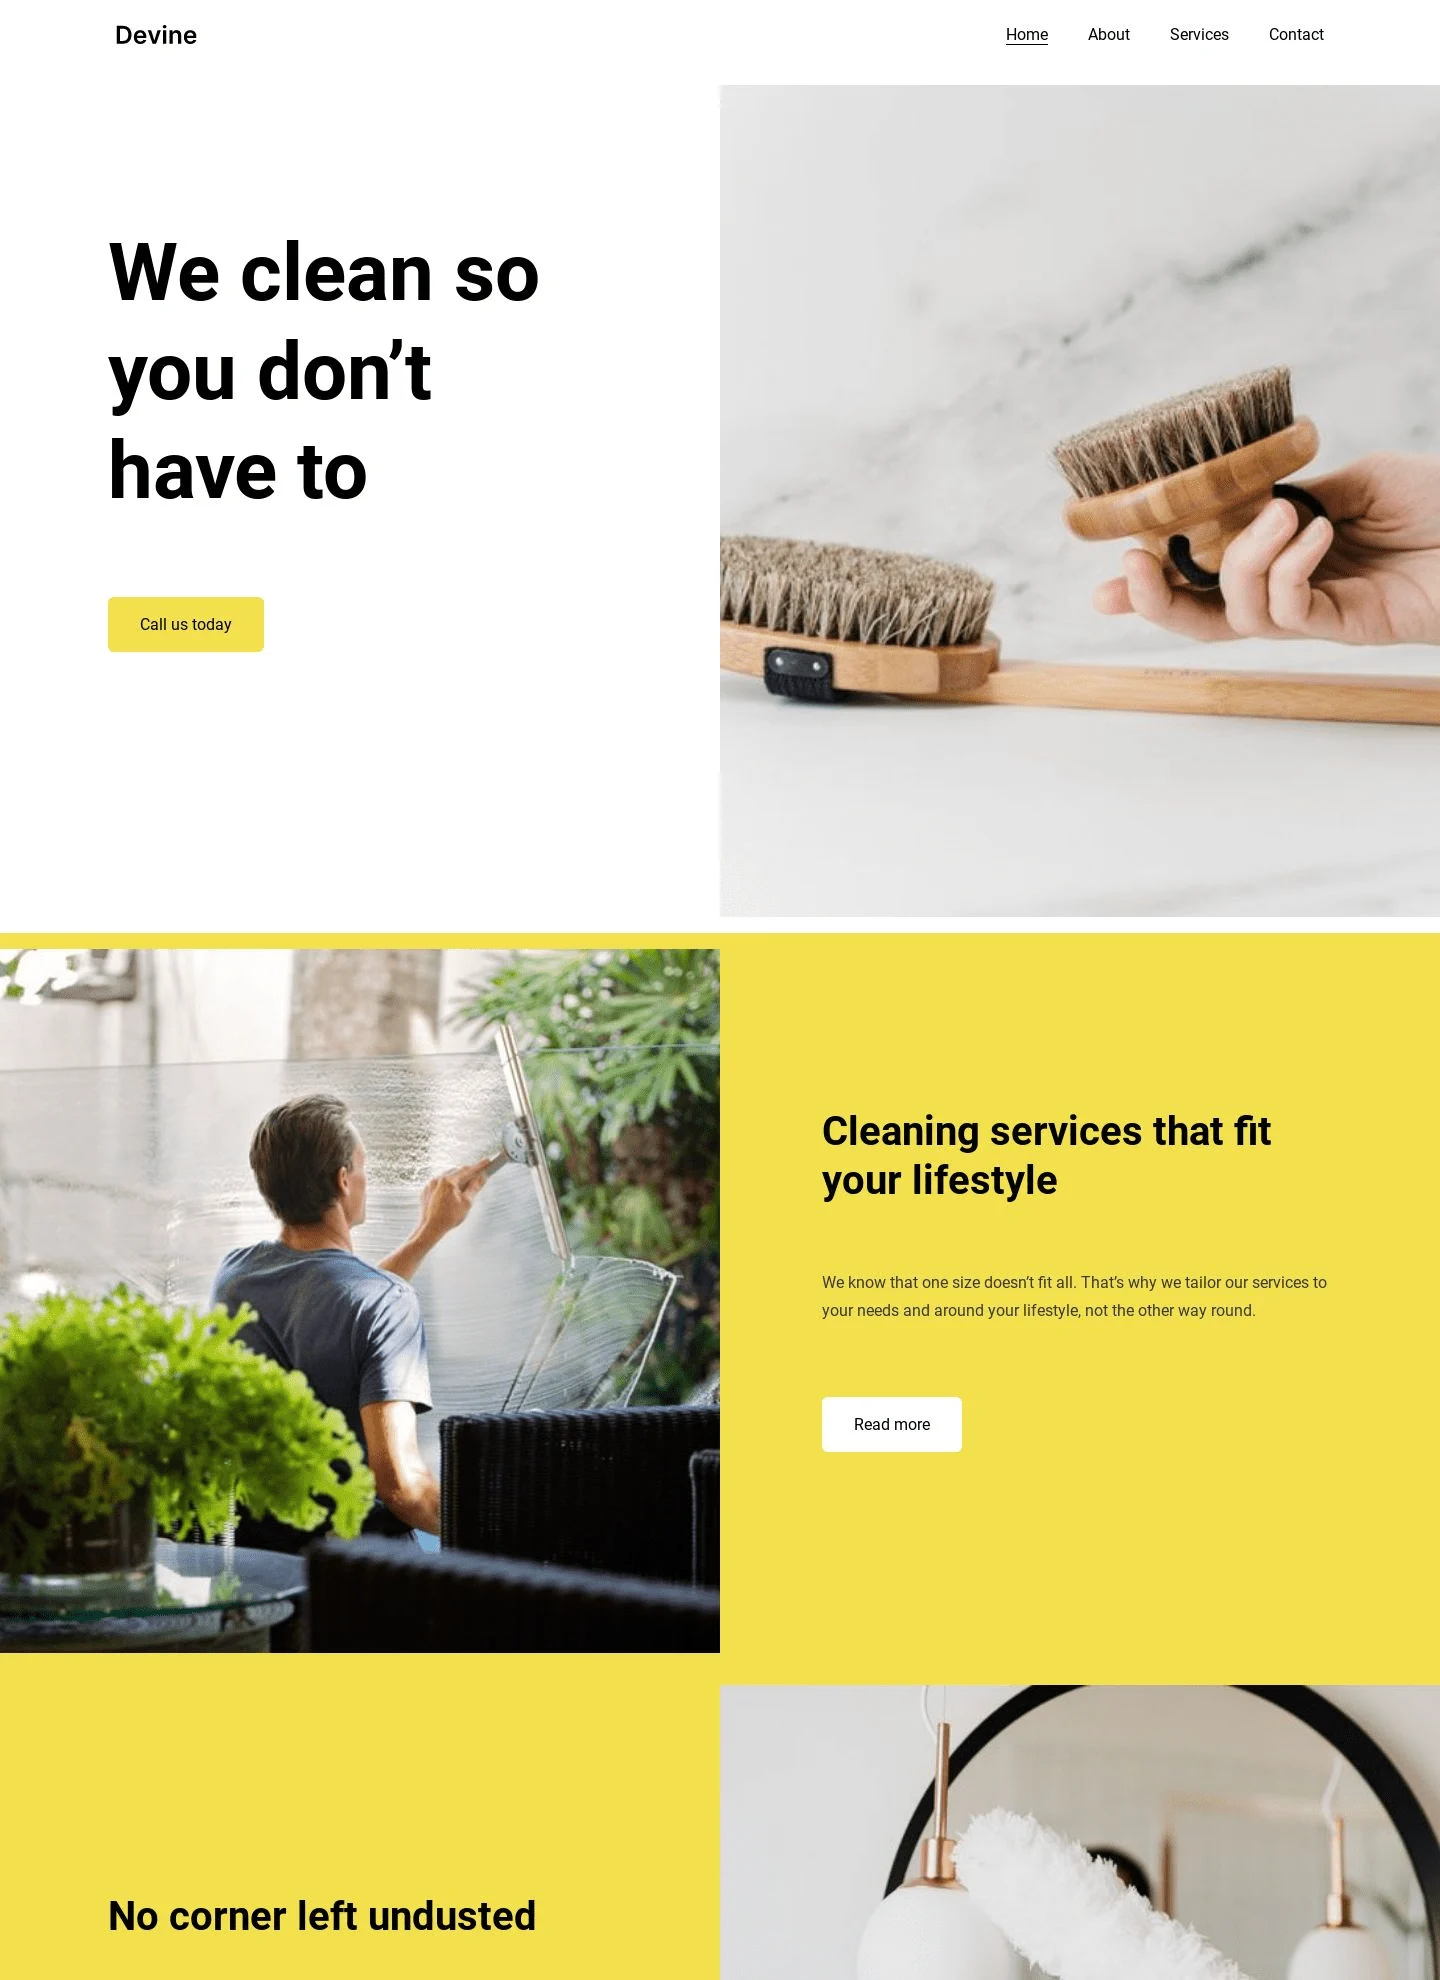 Devine
Home About Services Contact
We clean so
you don’t
have to
Call us today
Cleaning services that fit
your lifestyle
We know that one size doesn’t fit all. That’s why we tailor our services to
your needs and around your lifestyle, not the other way round.
Read more
No corner left undusted